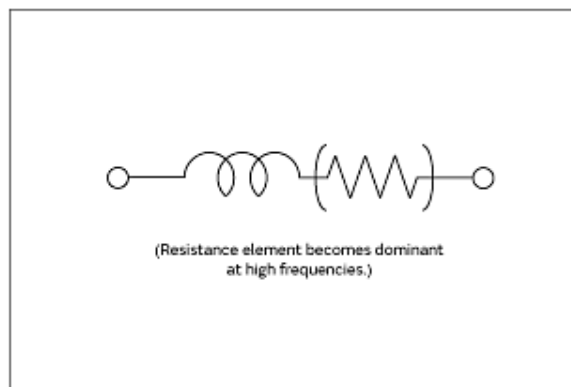 (Resistance element becomes dominant
at high frequencies.)